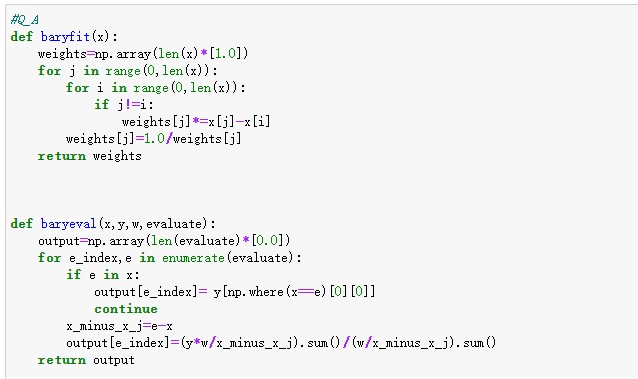 #Q_A
def baryfit(x):
    weights=np.array(len(x)*[1.0])
    for j in range(0,len(x)):
        for i in range(0,len(x)):
            if j!=i:
                weights[j]*=x[j]-x[i]
        weights[j]=1.0/weights[j]
    return weights
def baryeval(x,y,w,evaluate):
    output=np.array(len(evaluate)*[0.0])
    for e_index,e in enumerate(evaluate):
        if e in x:
            output[e_index]= y[np.where(x==e)[0][0]]
            continue
        x_minus_x_j=e-x
        output[e_index]=(y*w/x_minus_x_j).sum()/(w/x_minus_x_j).sum()
    return output